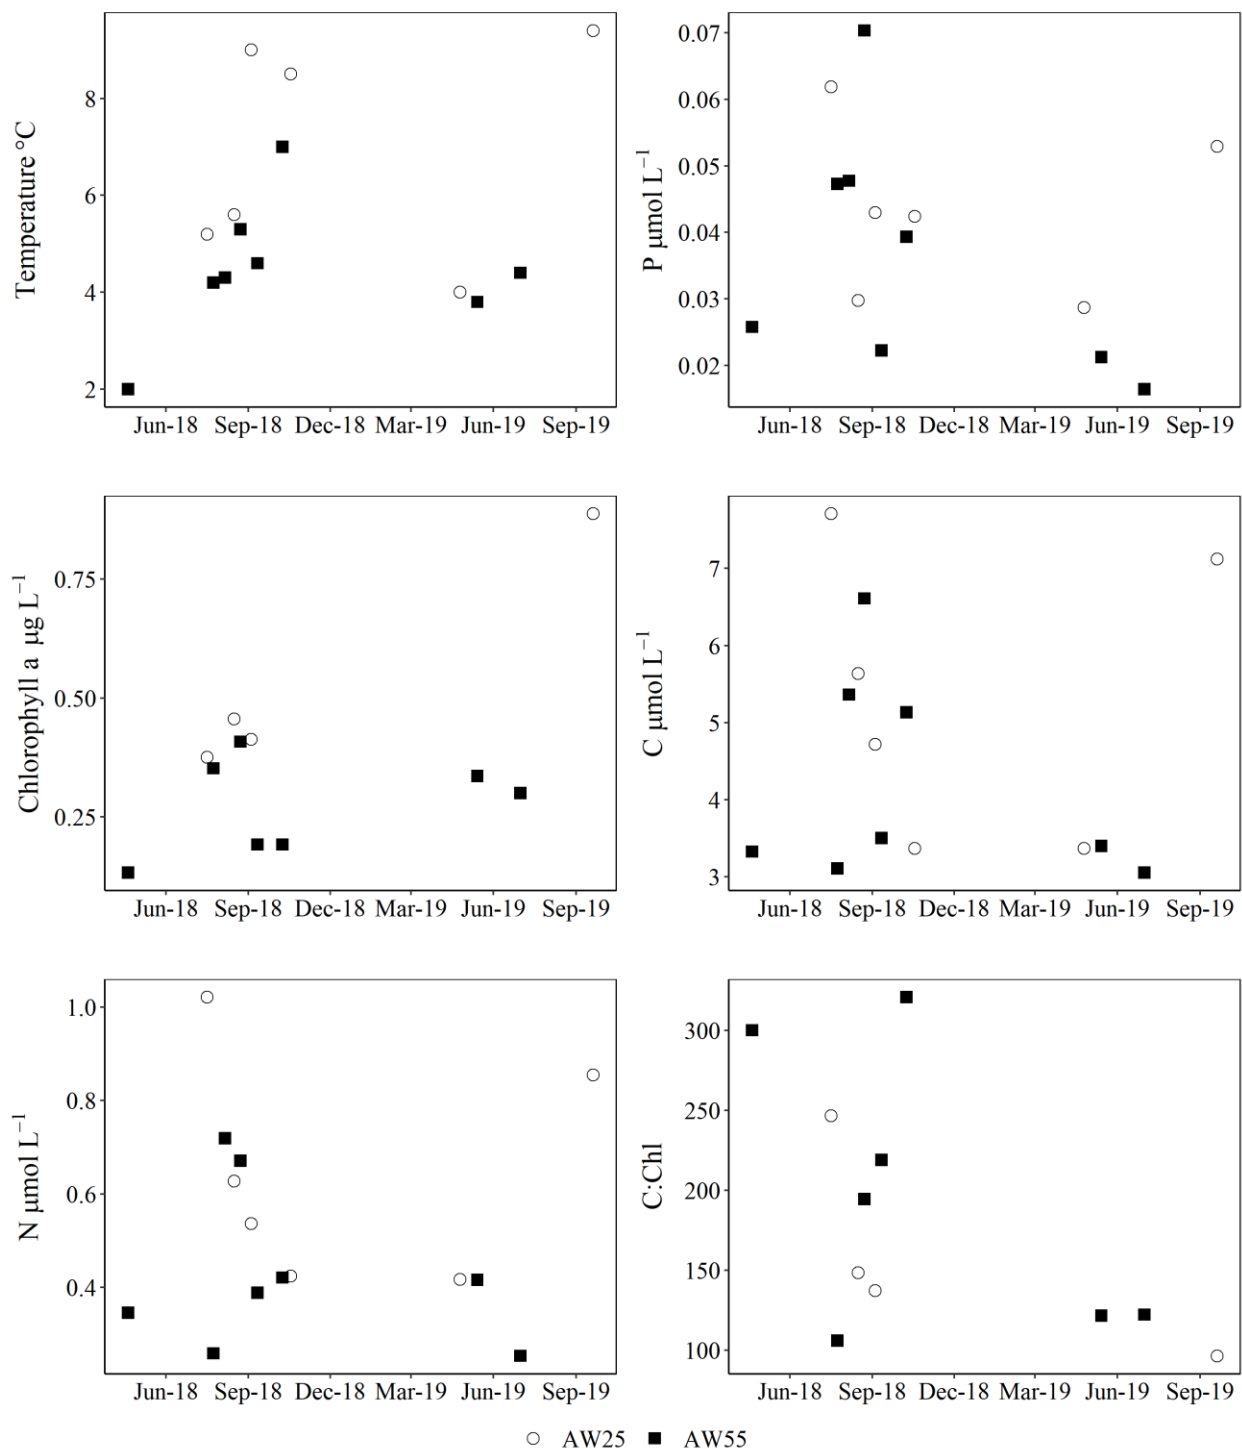 Temperature °C
8
6
4
2
Jun-18 Sep-18 Dec-18 Mar-19 Jun-19 Sep-19
P µmol L⁻¹
0.07
0.06
0.05
0.04
0.03
0.02
Jun-18 Sep-18 Dec-18 Mar-19 Jun-19 Sep-19
Chlorophyll a µg L⁻¹
0.75
0.50
0.25
Jun-18 Sep-18 Dec-18 Mar-19 Jun-19 Sep-19
C µmol L⁻¹
7
6
5
4
3
Jun-18 Sep-18 Dec-18 Mar-19 Jun-19 Sep-19
N µmol L⁻¹
1.0
0.8
0.6
0.4
Jun-18 Sep-18 Dec-18 Mar-19 Jun-19 Sep-19
C:Chl
300
250
200
150
100
Jun-18 Sep-18 Dec-18 Mar-19 Jun-19 Sep-19
AW25 AW55